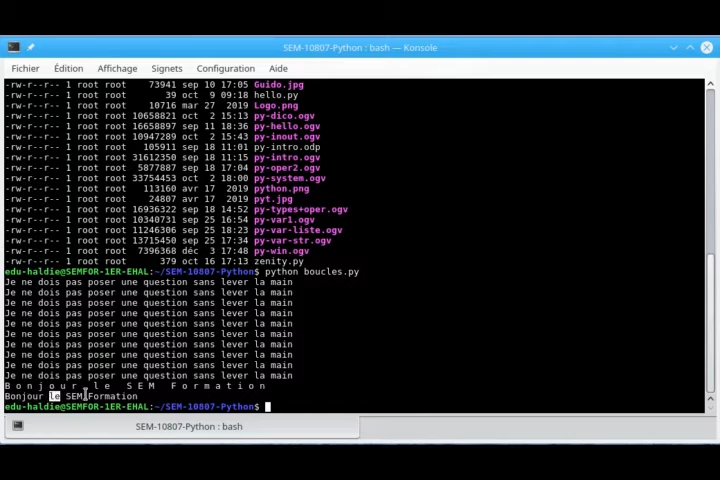 SEM-10807-Python : bash — Konsole
Fichier Édition Affichage Signets Configuration Aide
-rw-r--r-- 1 root root 73941 sep 10 17:05 Guido.jpg
-rw-r--r-- 1 root root 39 oct 9 09:18 hello.py
-rw-r--r-- 1 root root 10716 mar 27 2019 Logo.png
-rw-r--r-- 1 root root 10658821 oct 2 15:13 py-dico.ogv
-rw-r--r-- 1 root root 16658897 sep 11 18:36 py-hello.ogv
-rw-r--r-- 1 root root 10947289 oct 2 15:43 py-inout.ogv
-rw-r--r-- 1 root root 105911 sep 18 11:01 py-intro.odp
-rw-r--r-- 1 root root 31612350 sep 18 11:15 py-intro.ogv
-rw-r--r-- 1 root root 5877887 sep 18 17:04 py-oper2.ogv
-rw-r--r-- 1 root root 33754453 oct 2 18:00 py-system.ogv
-rw-r--r-- 1 root root 113160 avr 17 2019 python.png
-rw-r--r-- 1 root root 24807 avr 17 2019 pyt.jpg
-rw-r--r-- 1 root root 16936322 sep 18 14:52 py-types+oper.ogv
-rw-r--r-- 1 root root 10340731 sep 25 16:54 py-var1.ogv
-rw-r--r-- 1 root root 11246308 sep 23 18:23 py-var-liste.ogv
-rw-r--r-- 1 root root 13715450 sep 25 17:34 py-var-str.ogv
-rw-r--r-- 1 root root 7396368 déc 3 17:48 py-win.ogv
-rw-r--r-- 1 root root 379 oct 16 17:13 zenity.py
edu-haldie@SEMFOR-1ER-EHAL:~/SEM-10807-Python$ python boucles.py
Je ne dois pas poser une question sans lever la main
Je ne dois pas poser une question sans lever la main
Je ne dois pas poser une question sans lever la main
Je ne dois pas poser une question sans lever la main
Je ne dois pas poser une question sans lever la main
Je ne dois pas poser une question sans lever la main
Je ne dois pas poser une question sans lever la main
Je ne dois pas poser une question sans lever la main
Je ne dois pas poser une question sans lever la main
Je ne dois pas poser une question sans lever la main
B o n j o u r   l e   S E M   F o r m a t i o n
Bonjour le SEM Formation
edu-haldie@SEMFOR-1ER-EHAL:~/SEM-10807-Python$
SEM-10807-Python : bash